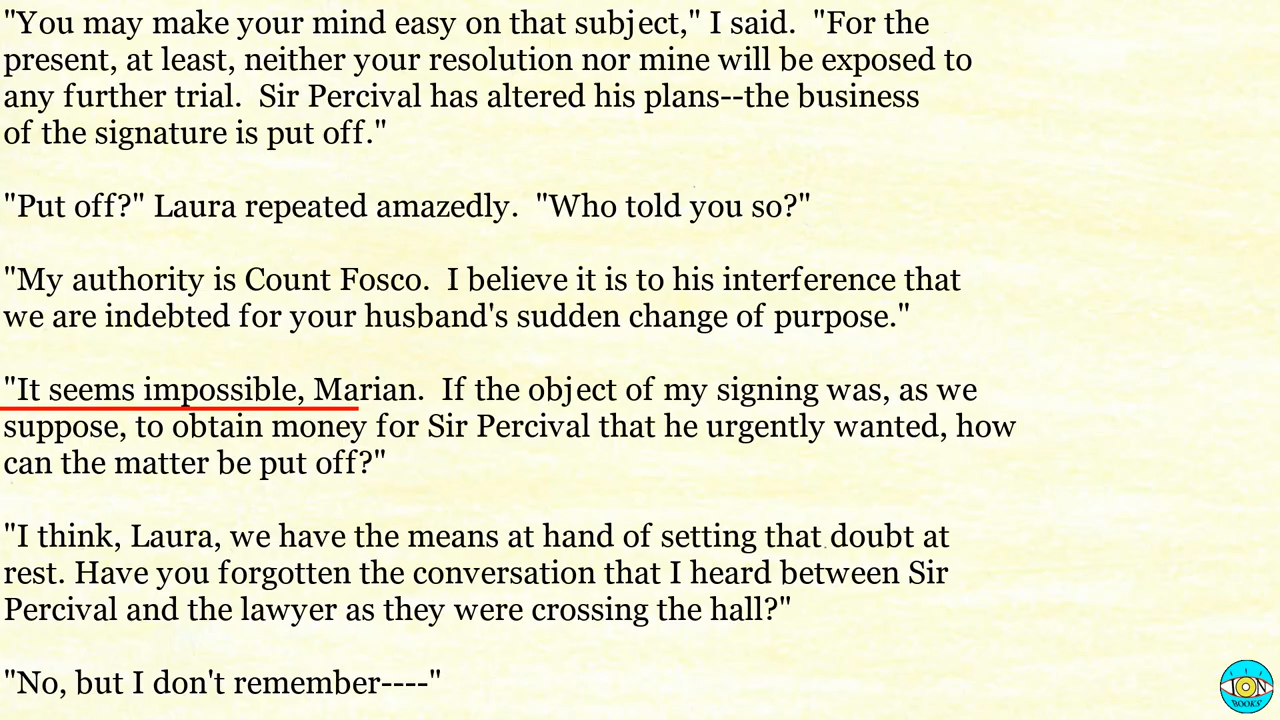 "You may make your mind easy on that subject," I said.  "For the
present, at least, neither your resolution nor mine will be exposed to
any further trial.  Sir Percival has altered his plans--the business
of the signature is put off."
"Put off?" Laura repeated amazedly.  "Who told you so?"
"My authority is Count Fosco.  I believe it is to his interference that
we are indebted for your husband's sudden change of purpose."
"It seems impossible, Marian.  If the object of my signing was, as we
suppose, to obtain money for Sir Percival that he urgently wanted, how
can the matter be put off?"
"I think, Laura, we have the means at hand of setting that doubt at
rest. Have you forgotten the conversation that I heard between Sir
Percival and the lawyer as they were crossing the hall?"
"No, but I don't remember----"
ION
BOOKS